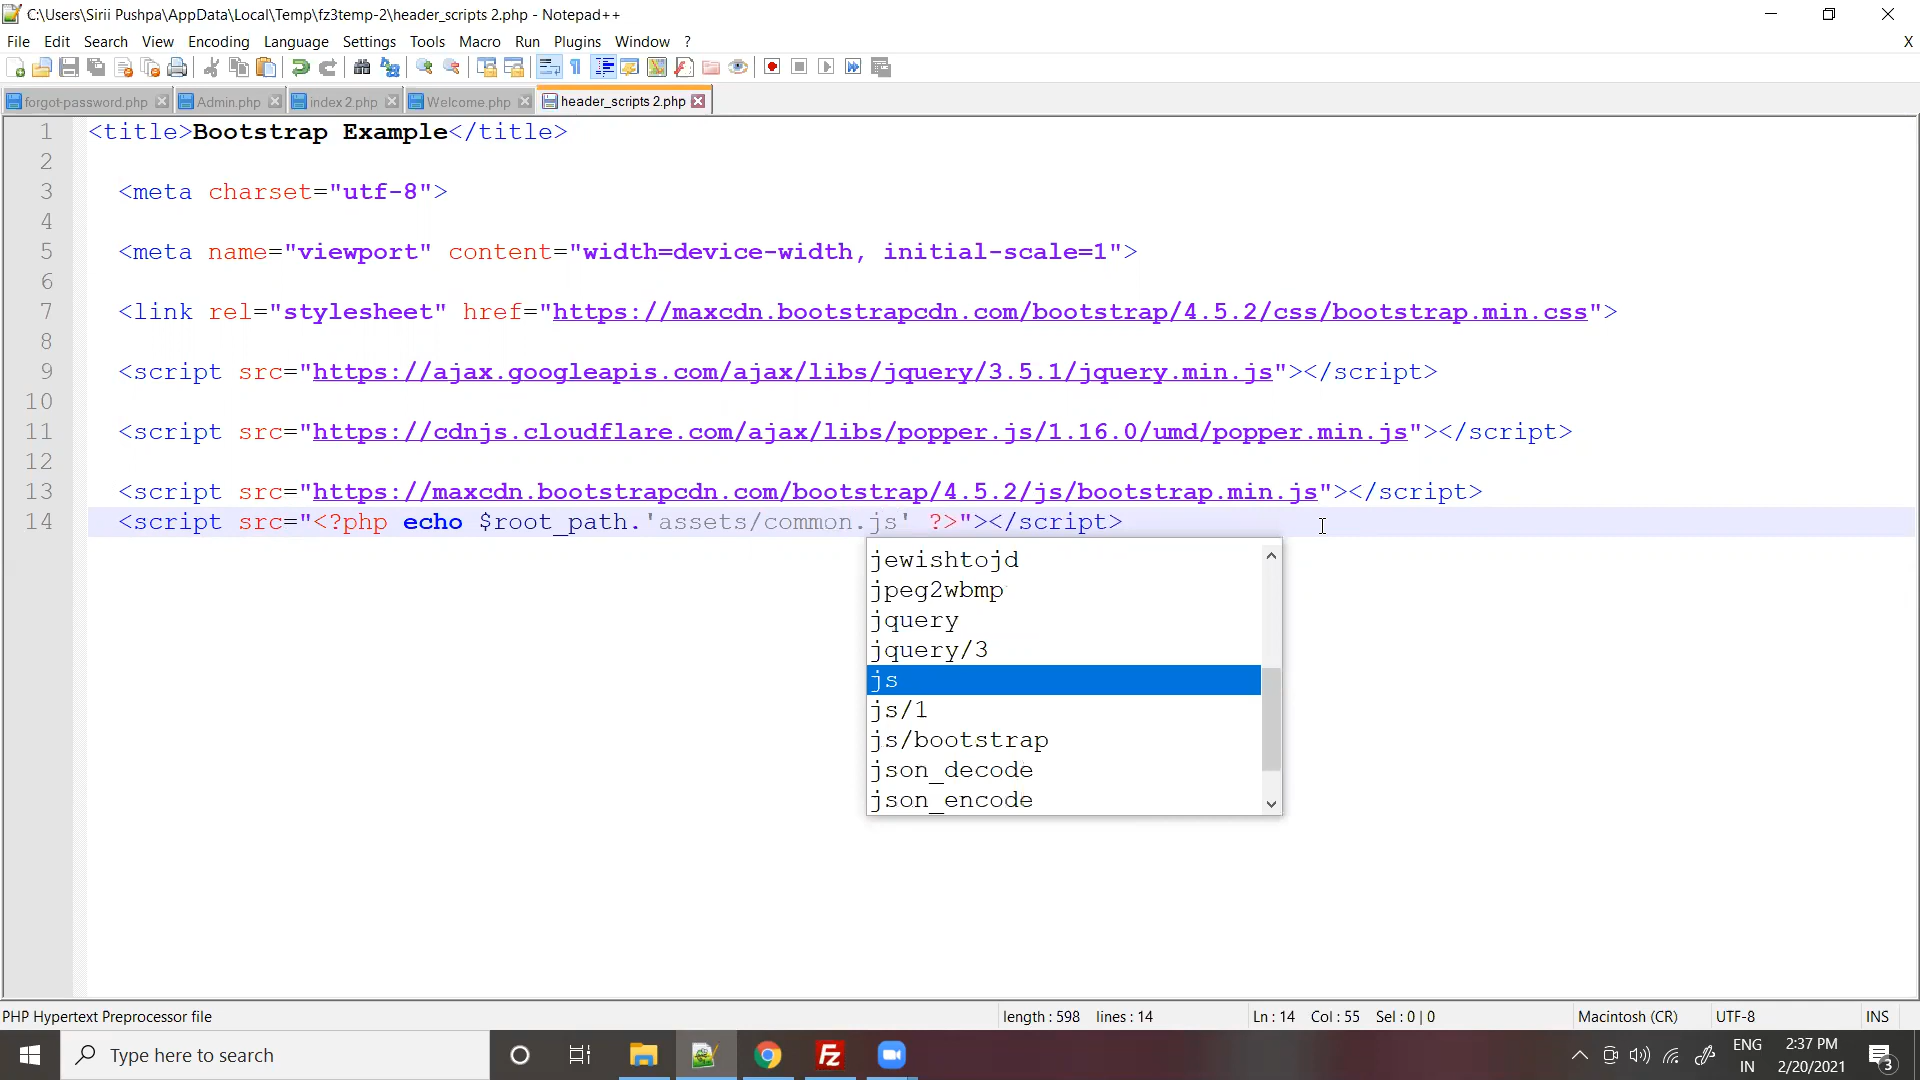 C:\Users\Sirii Pushpa\AppData\Local\Temp\fz3temp-2\header_scripts 2.php - Notepad++
File Edit Search View Encoding Language Settings Tools Macro Run Plugins Window ? X
forgot-password.php Admin.php index 2.php Welcome.php header_scripts 2.php
1 <title>Bootstrap Example</title>
2
3 <meta charset="utf-8">
4
5 <meta name="viewport" content="width=device-width, initial-scale=1">
6
7 <link rel="stylesheet" href="https://maxcdn.bootstrapcdn.com/bootstrap/4.5.2/css/bootstrap.min.css">
8
9 <script src="https://ajax.googleapis.com/ajax/libs/jquery/3.5.1/jquery.min.js"></script>
10
11 <script src="https://cdnjs.cloudflare.com/ajax/libs/popper.js/1.16.0/umd/popper.min.js"></script>
12
13 <script src="https://maxcdn.bootstrapcdn.com/bootstrap/4.5.2/js/bootstrap.min.js"></script>
14 <script src="<?php echo $root_path.'assets/common.js' ?>"></script>
jewishtojd
jpeg2wbmp
jquery
jquery/3
js
js/1
js/bootstrap
json_decode
json_encode
PHP Hypertext Preprocessor file length : 598 lines : 14 Ln : 14 Col : 55 Sel : 0 | 0 Macintosh (CR) UTF-8 INS
Type here to search ENG 2:37 PM
IN 2/20/2021 3